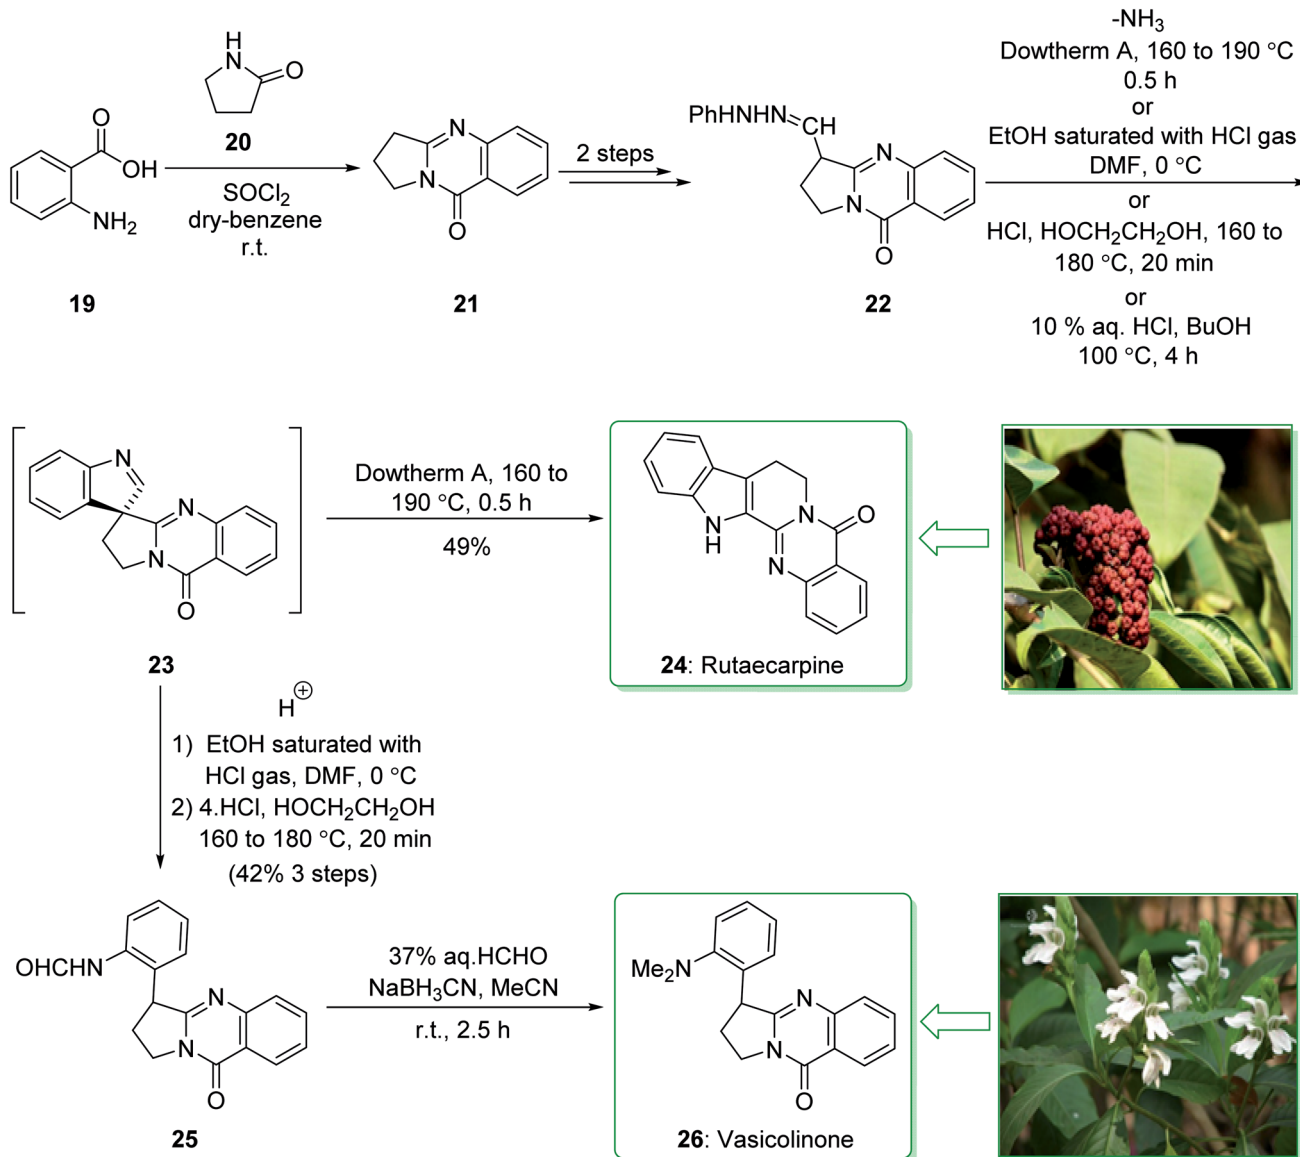 -NH3
Dowtherm A, 160 to 190 °C
0.5 h
or
EtOH saturated with HCl gas
DMF, 0 °C
or
HCl, HOCH2CH2OH, 160 to
180 °C, 20 min
or
10 % aq. HCl, BuOH
100 °C, 4 h
H
N
O
20
O
OH
NH2
SOCl2
dry-benzene
r.t.
19
N
N
O
21
2 steps
PhHNHN
CH
N
N
O
22
N
N
N
O
23
Dowtherm A, 160 to
190 °C, 0.5 h
49%
N
H
N
O
N
24: Rutaecarpine
H⊕
1) EtOH saturated with
HCl gas, DMF, 0 °C
2) 4.HCl, HOCH2CH2OH
160 to 180 °C, 20 min
(42% 3 steps)
OHCHN
N
N
O
25
37% aq.HCHO
NaBH3CN, MeCN
r.t., 2.5 h
Me2N
N
N
O
26: Vasicolinone